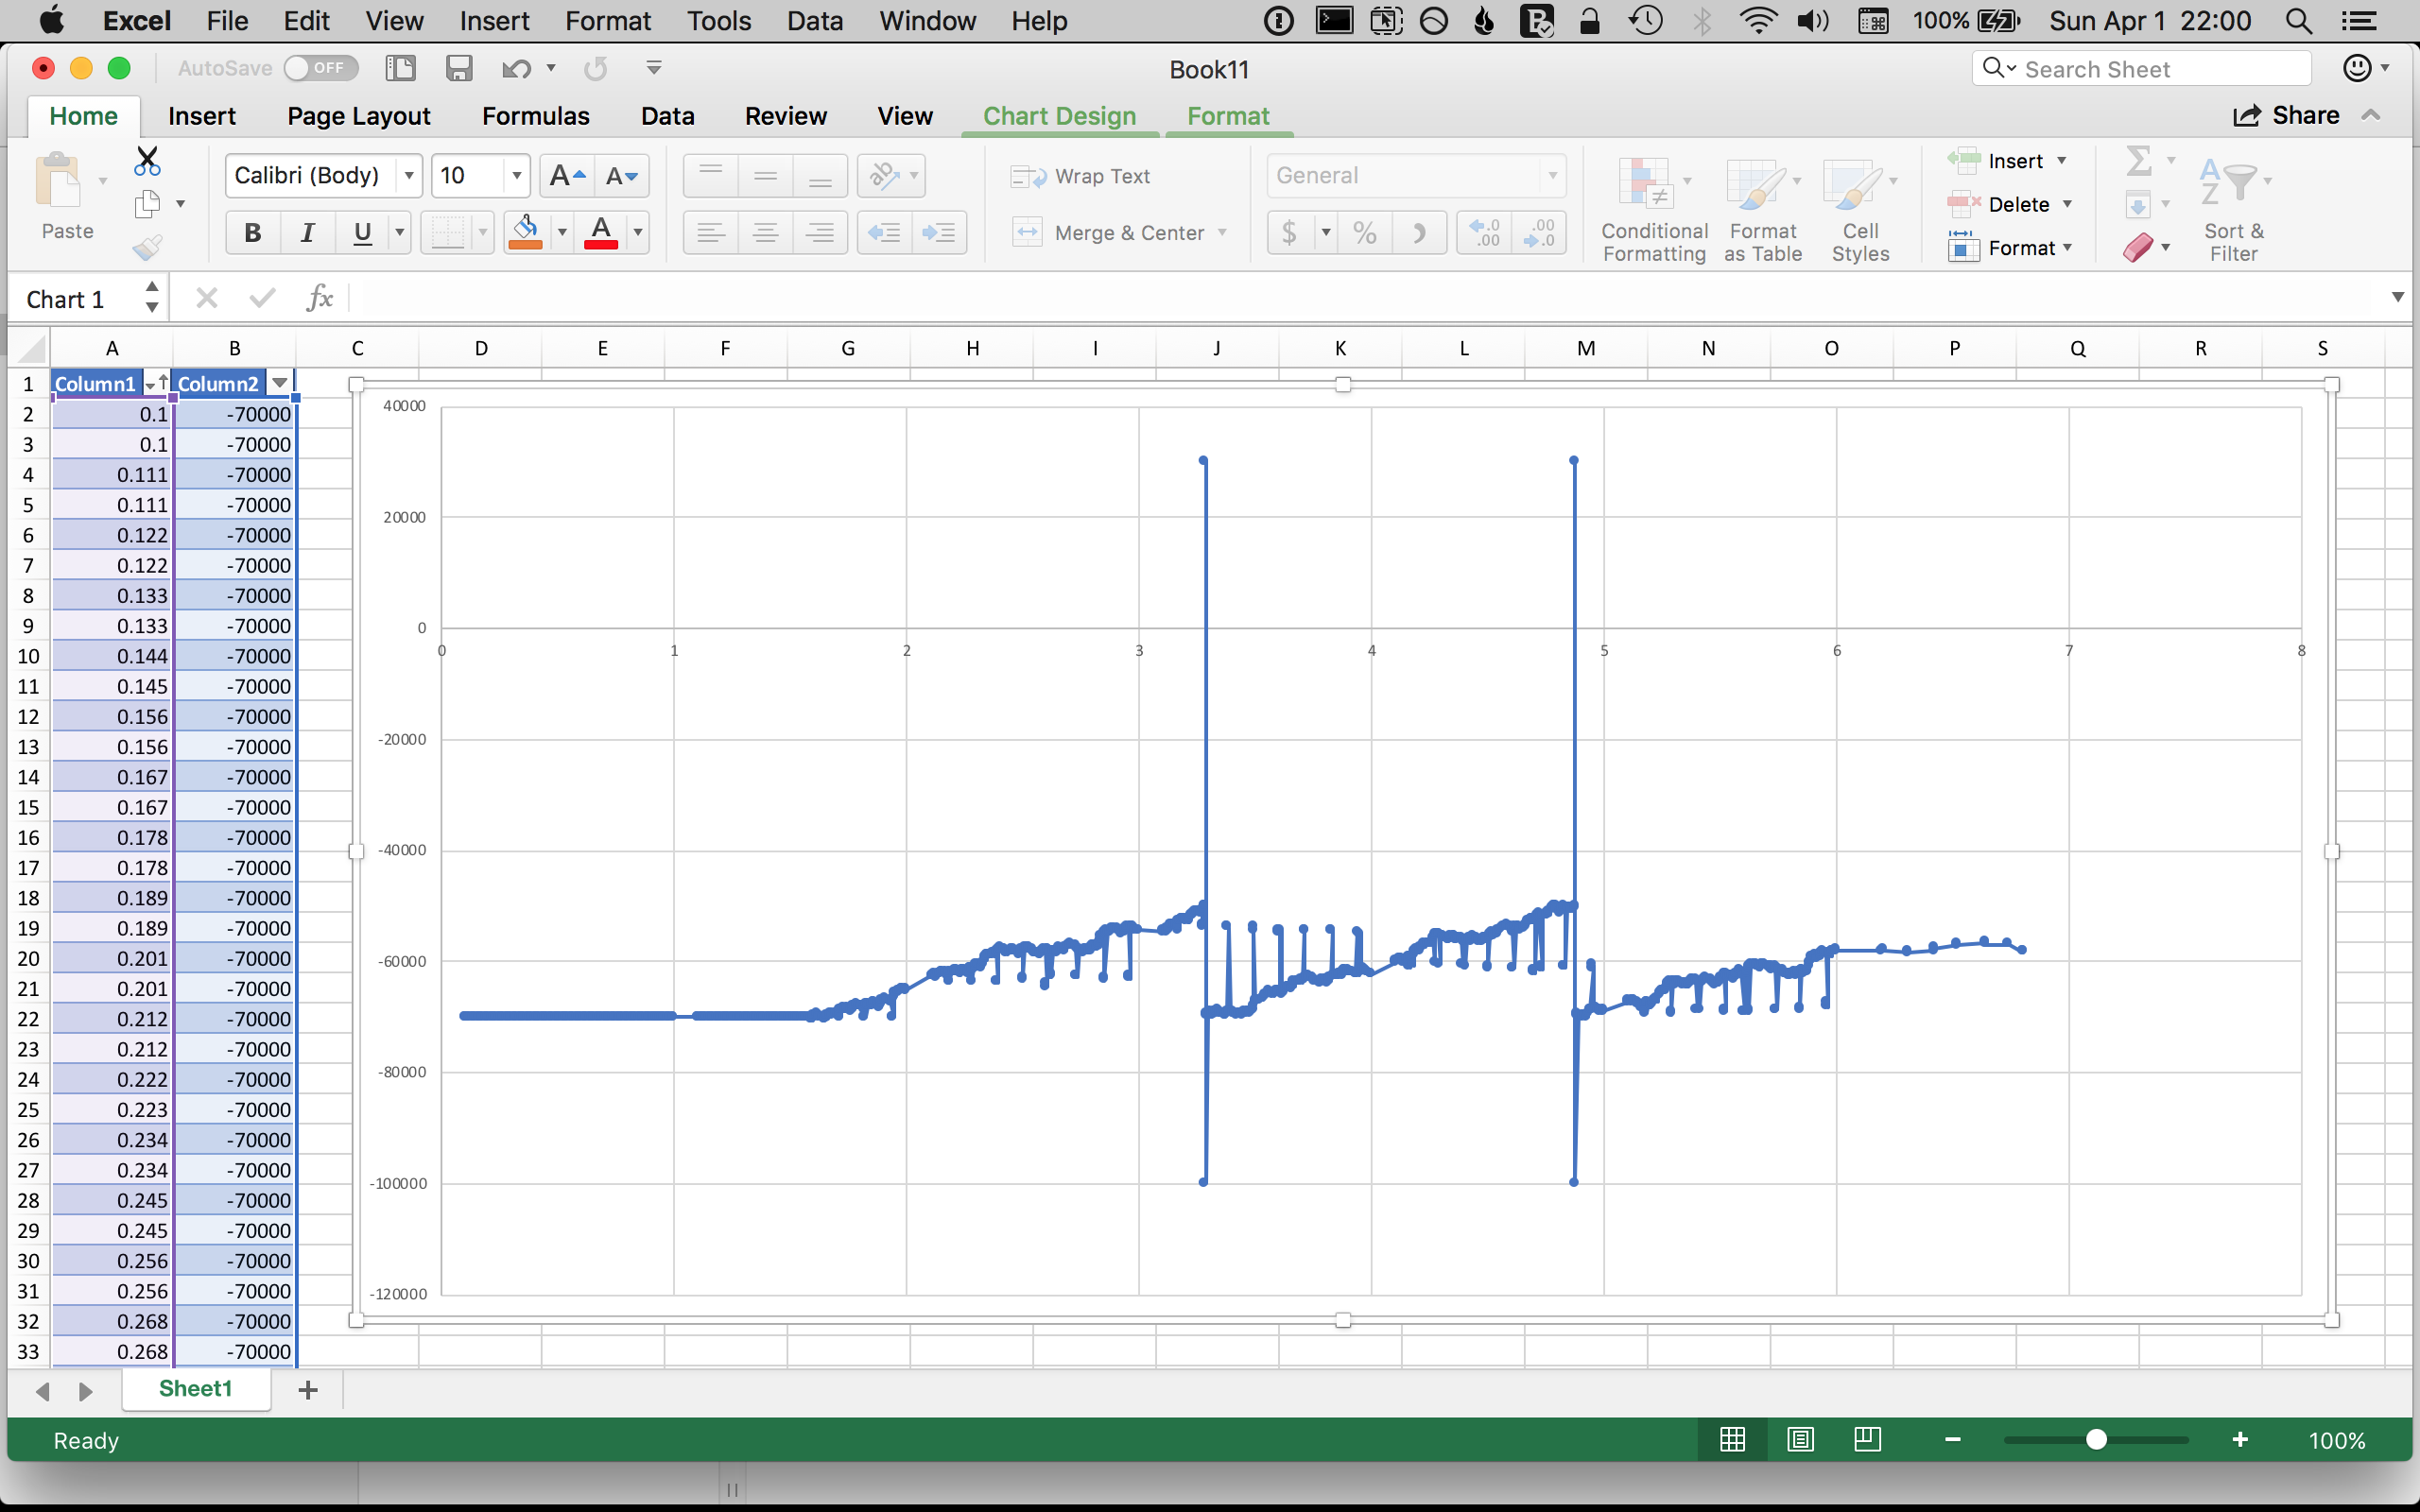 Excel File Edit View Insert Format Tools Data Window Help 100% Sun Apr 1 22:00
AutoSave OFF Book11 Search Sheet
Home Insert Page Layout Formulas Data Review View Chart Design Format Share
Paste Calibri (Body) 10 A A Wrap Text General Insert
B I U A Merge & Center $ % Conditional Formatting Format as Table Cell Styles Delete Format Sort & Filter
Chart 1 fx
A B C D E F G H I J K L M N O P Q R S
1 Column1 Column2
2 0.1 -70000
3 0.1 -70000
4 0.111 -70000
5 0.111 -70000
6 0.122 -70000
7 0.122 -70000
8 0.133 -70000
9 0.133 -70000
10 0.144 -70000
11 0.145 -70000
12 0.156 -70000
13 0.156 -70000
14 0.167 -70000
15 0.167 -70000
16 0.178 -70000
17 0.178 -70000
18 0.189 -70000
19 0.189 -70000
20 0.201 -70000
21 0.201 -70000
22 0.212 -70000
23 0.212 -70000
24 0.222 -70000
25 0.223 -70000
26 0.234 -70000
27 0.234 -70000
28 0.245 -70000
29 0.245 -70000
30 0.256 -70000
31 0.256 -70000
32 0.268 -70000
33 0.268 -70000
40000
20000
0
0 1 2 3 4 5 6 7 8
-20000
-40000
-60000
-80000
-100000
-120000
Sheet1 +
Ready 100%